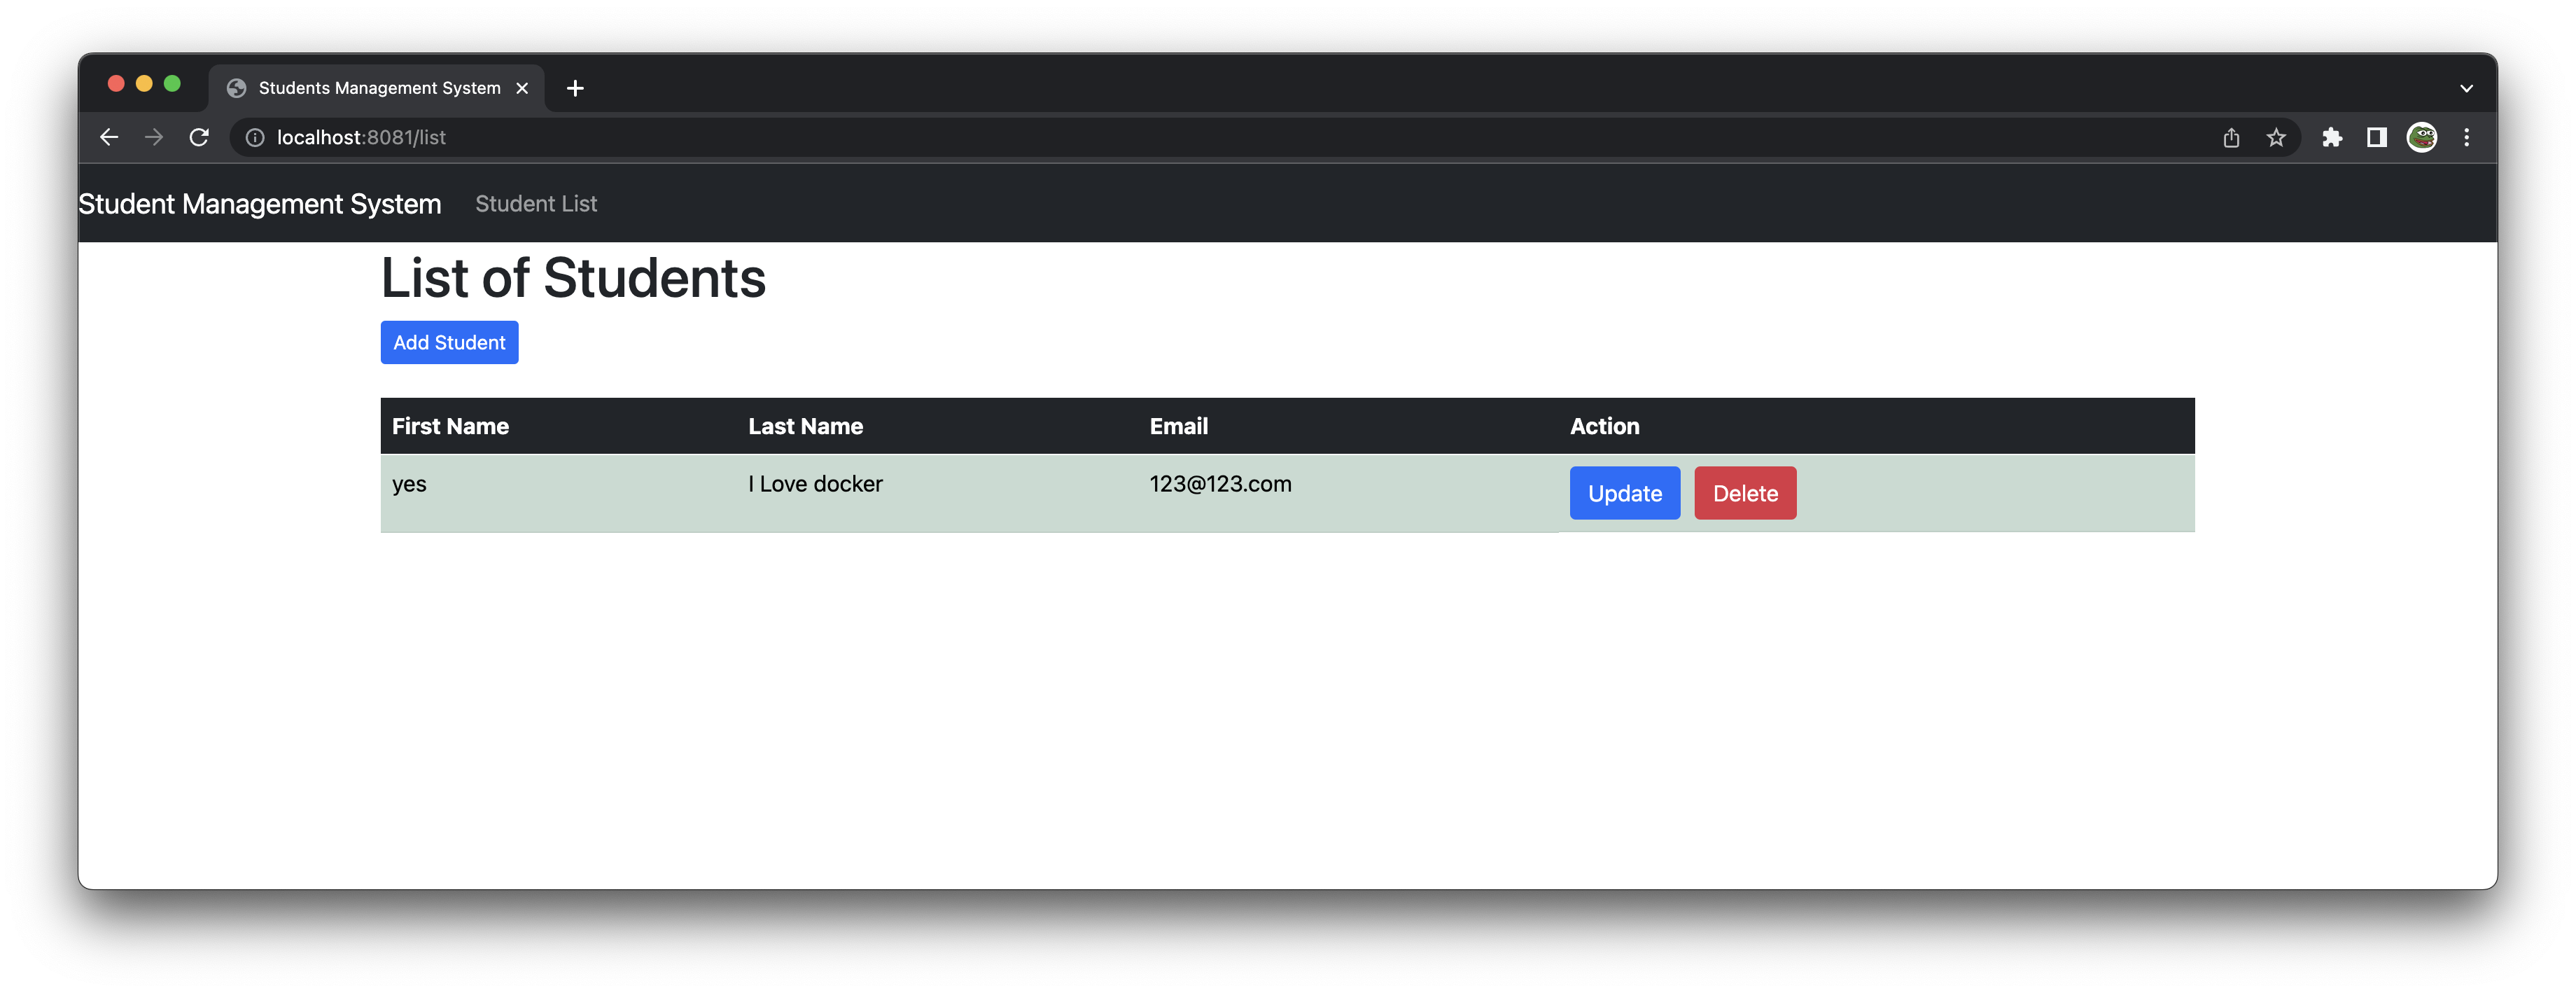 Students Management System
localhost:8081/list
Student Management System Student List
List of Students
Add Student
First Name Last Name Email Action
yes I Love docker 123@123.com Update Delete